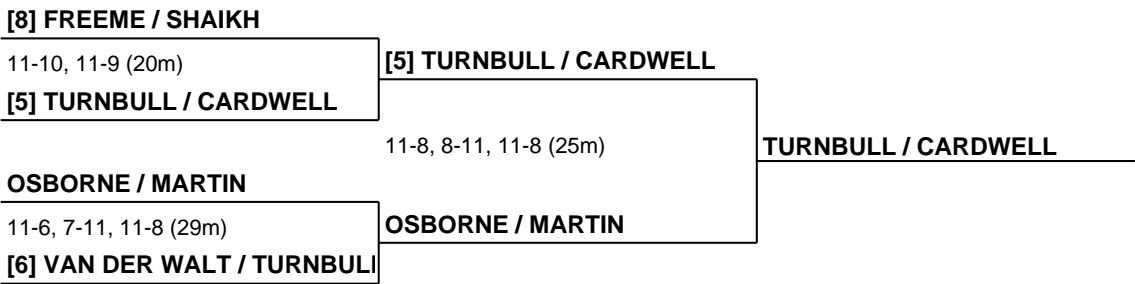 [8] FREEME / SHAIKH
11-10, 11-9 (20m)
[5] TURNBULL / CARDWELL
[5] TURNBULL / CARDWELL
11-8, 8-11, 11-8 (25m)
TURNBULL / CARDWELL
OSBORNE / MARTIN
11-6, 7-11, 11-8 (29m)
OSBORNE / MARTIN
[6] VAN DER WALT / TURNBULL